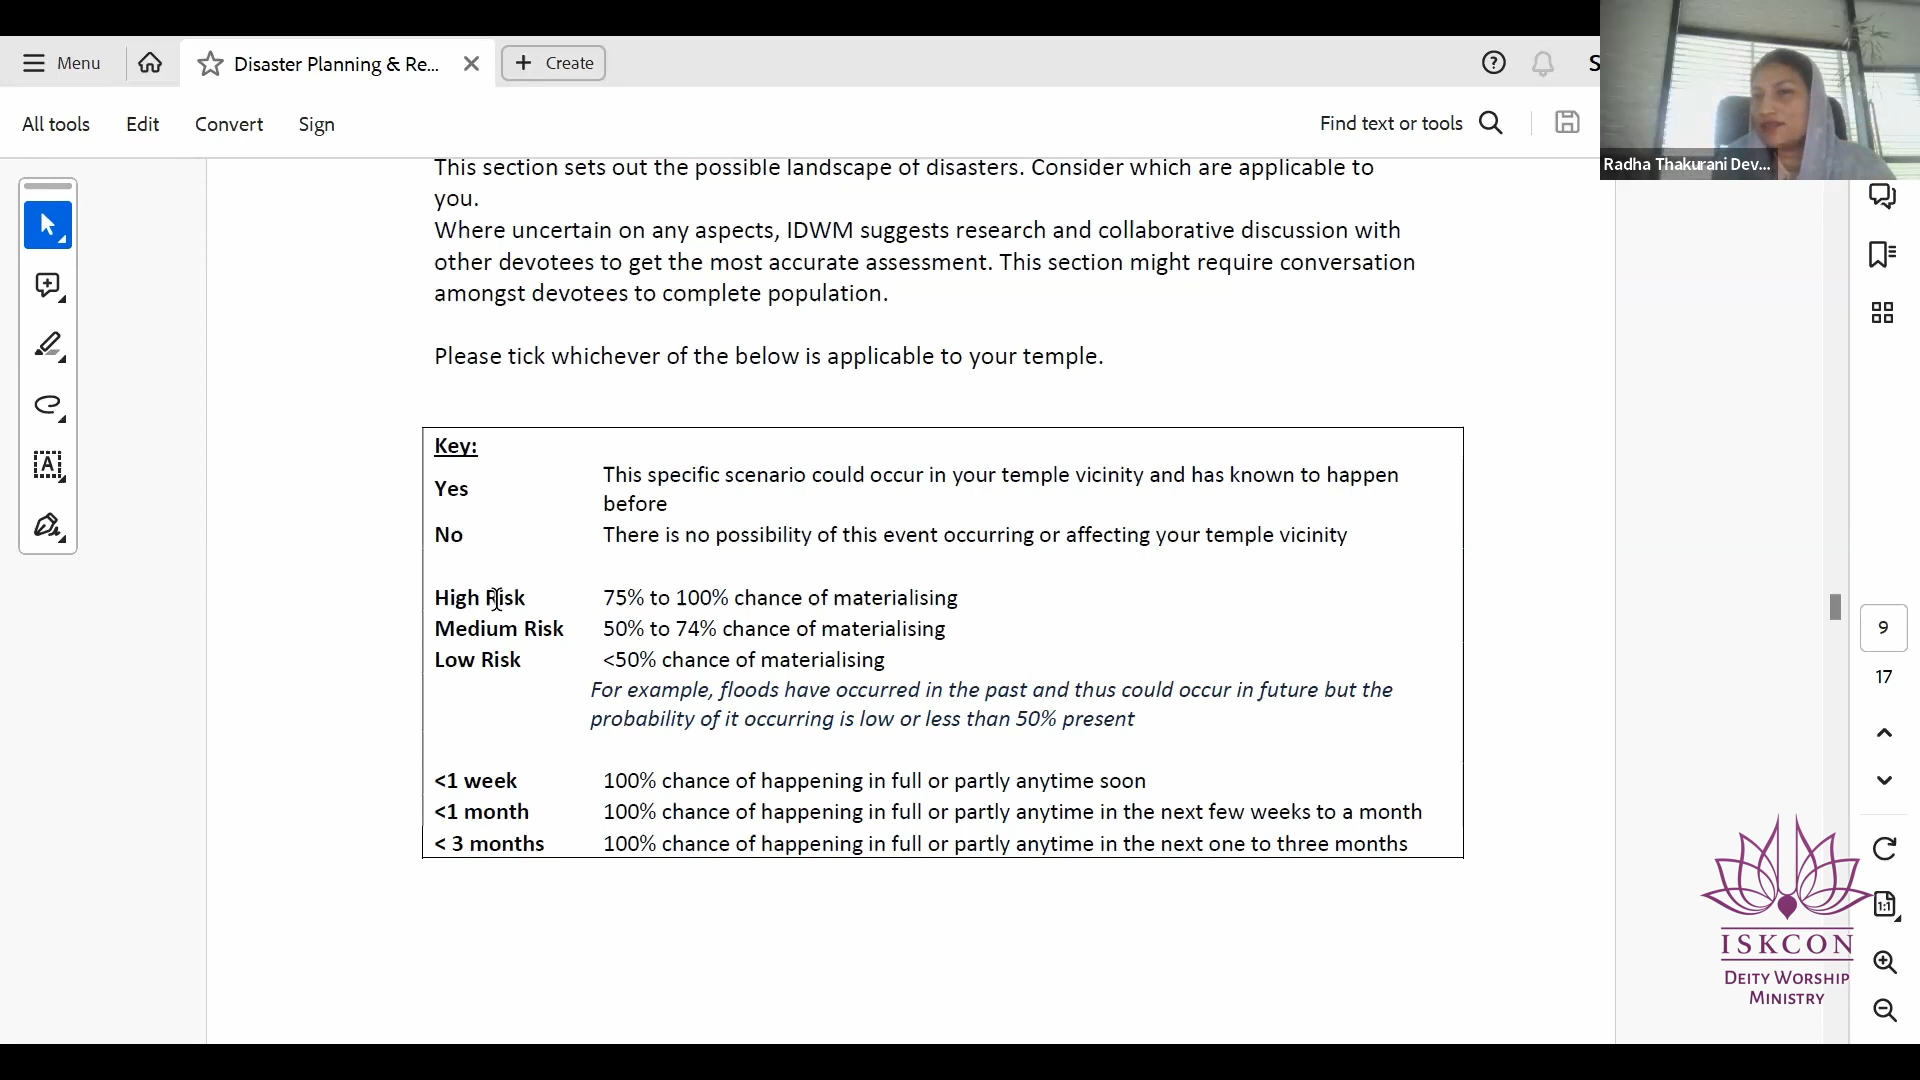 Menu
Disaster Planning & Re...
Create
All tools
Edit
Convert
Sign
Find text or tools
Radha Thakurani Dev...
This section sets out the possible landscape of disasters. Consider which are applicable to
you.
Where uncertain on any aspects, IDWM suggests research and collaborative discussion with
other devotees to get the most accurate assessment. This section might require conversation
amongst devotees to complete population.
Please tick whichever of the below is applicable to your temple.
Key:
Yes This specific scenario could occur in your temple vicinity and has known to happen
before
No There is no possibility of this event occurring or affecting your temple vicinity
High Risk 75% to 100% chance of materialising
Medium Risk 50% to 74% chance of materialising
Low Risk <50% chance of materialising
For example, floods have occurred in the past and thus could occur in future but the
probability of it occurring is low or less than 50% present
<1 week 100% chance of happening in full or partly anytime soon
<1 month 100% chance of happening in full or partly anytime in the next few weeks to a month
< 3 months 100% chance of happening in full or partly anytime in the next one to three months
9
17
1:1
ISKCON
DEITY WORSHIP
MINISTRY